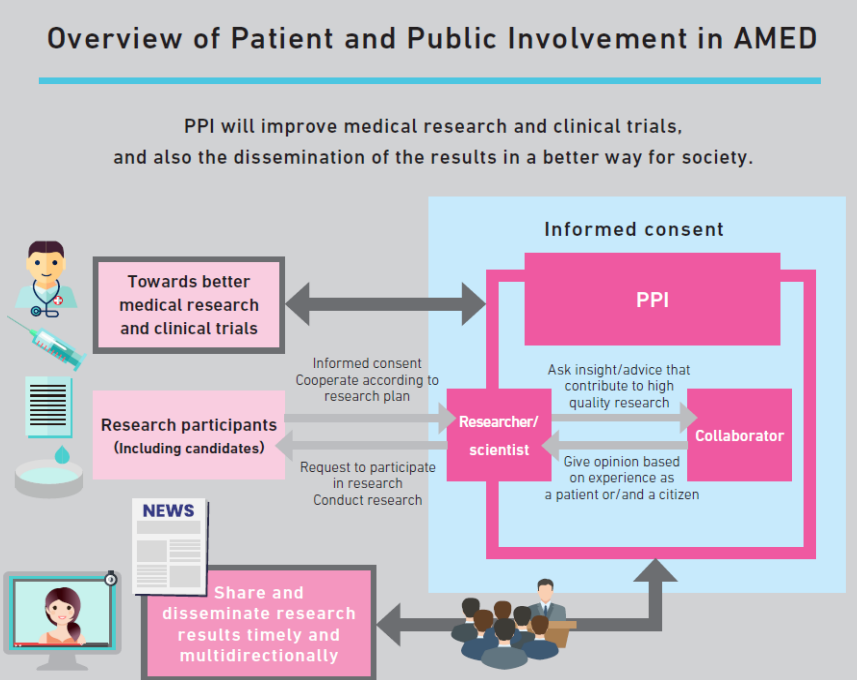 Overview of Patient and Public Involvement in AMED
PPI will improve medical research and clinical trials,
and also the dissemination of the results in a better way for society.
Informed consent
Towards better
medical research
and clinical trials
PPI
Informed consent
Cooperate according to
research plan
Ask insight/advice that
contribute to high
quality research
Research participants
(Including candidates)
Researcher/
scientist
Collaborator
Request to participate
in research
Conduct research
Give opinion based
on experience as
a patient or/and a citizen
NEWS
Share and
disseminate research
results timely and
multidirectionally